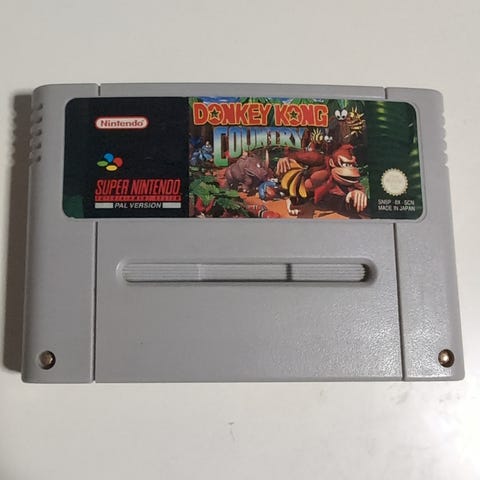 Nintendo
SUPER NINTENDO
ENTERTAINMENT SYSTEM
PAL VERSION
DONKEY KONG
COUNTRY
SNSP - 8X - SCN
MADE IN JAPAN